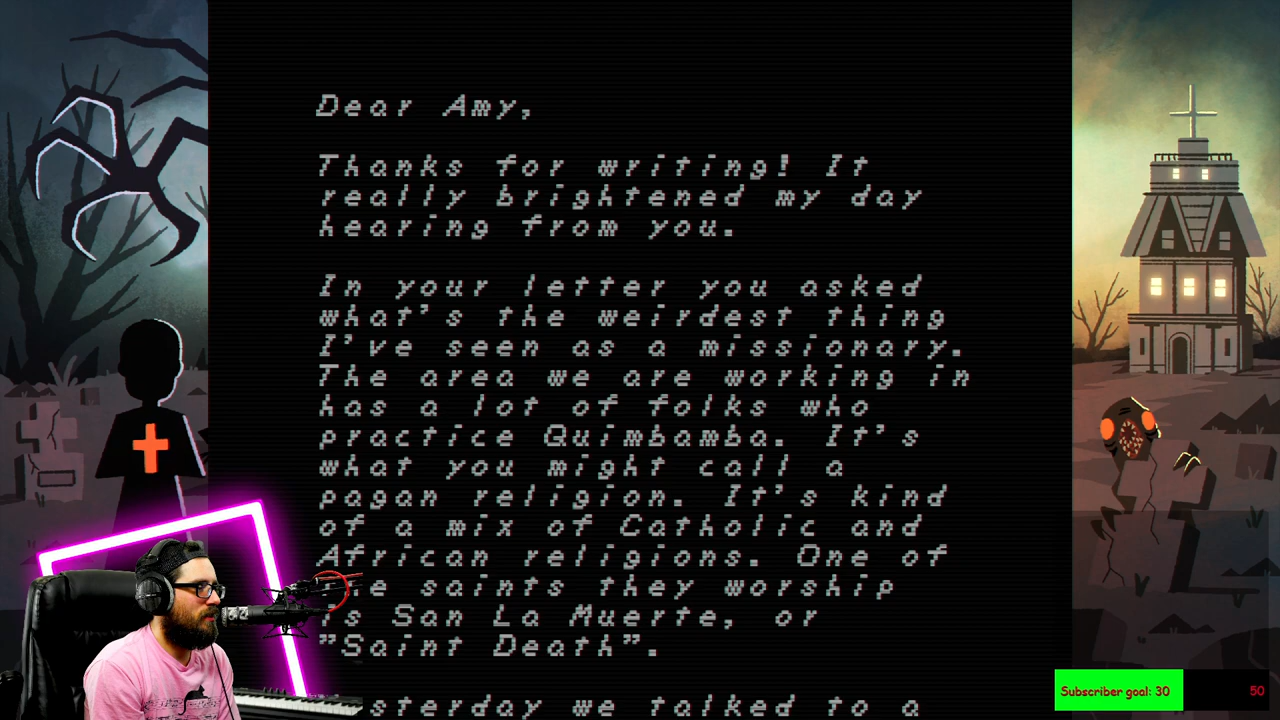 Dear Amy,
Thanks for writing! It
really brightened my day
hearing from you.
In your letter you asked
what's the weirdest thing
I've seen as a missionary.
The area we are working in
has a lot of folks who
practice Quimbamba. It's
what you might call a
pagan religion. It's kind
of a mix of Catholic and
African religions. One of
the saints they worship
is San La Muerte, or
"Saint Death".
sterday we talked to a
Subscriber goal: 30
50